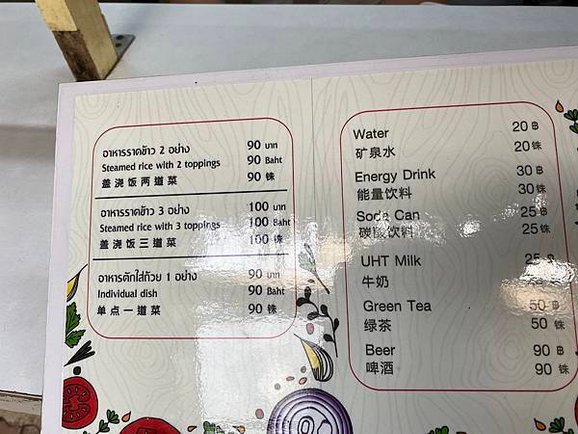 อาหารราดข้าว 2 อย่าง 90 บาท
Steamed rice with 2 toppings 90 Baht
盖浇饭两道菜 90 铢
อาหารราดข้าว 3 อย่าง 100 บาท
Steamed rice with 3 toppings 100 Baht
盖浇饭三道菜 100 铢
อาหารตักใส่ถ้วย 1 อย่าง 90 บาท
Individual dish 90 Baht
单点一道菜 90 铢
Water 20 ฿
矿泉水 20 铢
Energy Drink 30 ฿
能量饮料 30 铢
Soda Can 25 ฿
碳酸饮料 25 铢
UHT Milk 25 ฿
牛奶
Green Tea 50 ฿
绿茶 50 铢
Beer 90 ฿
啤酒 90 铢